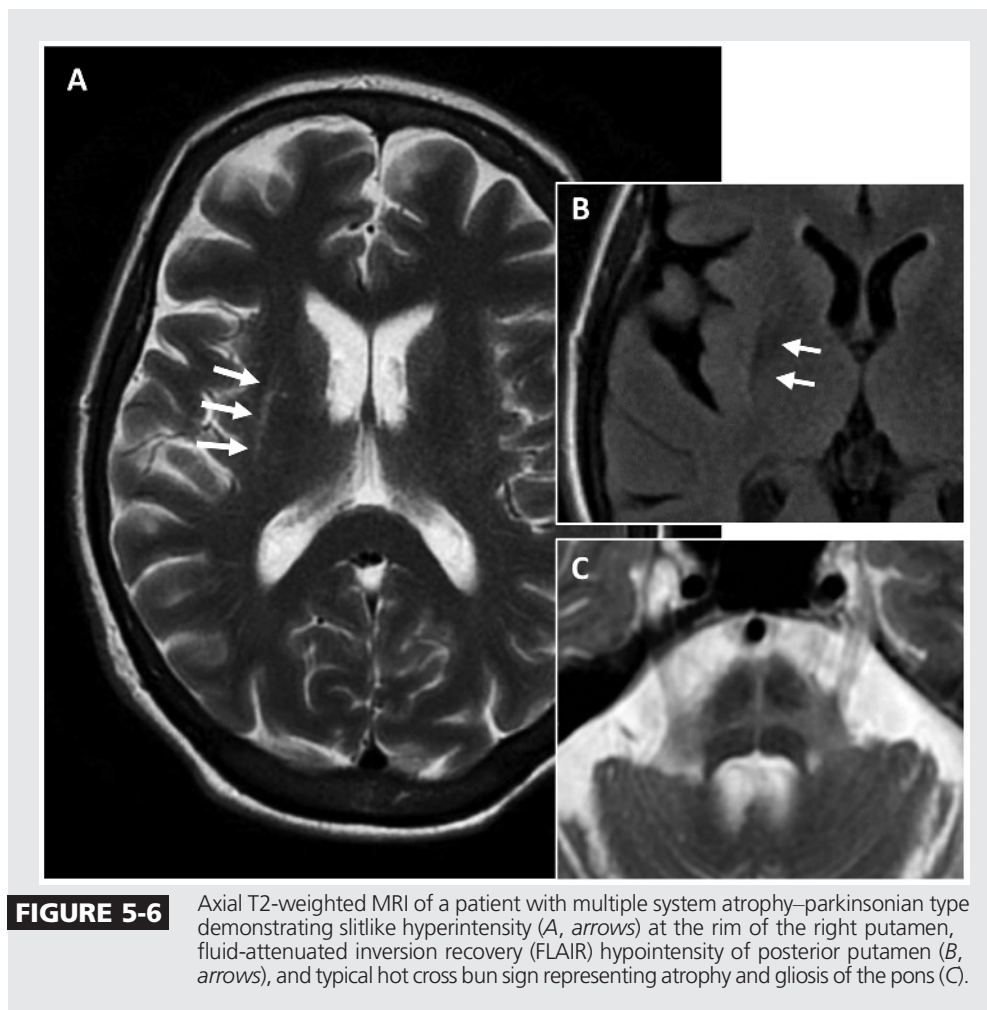 A
B
C
FIGURE 5-6
Axial T2-weighted MRI of a patient with multiple system atrophy–parkinsonian type
demonstrating slitlike hyperintensity (A, arrows) at the rim of the right putamen,
fluid-attenuated inversion recovery (FLAIR) hypointensity of posterior putamen (B,
arrows), and typical hot cross bun sign representing atrophy and gliosis of the pons (C).